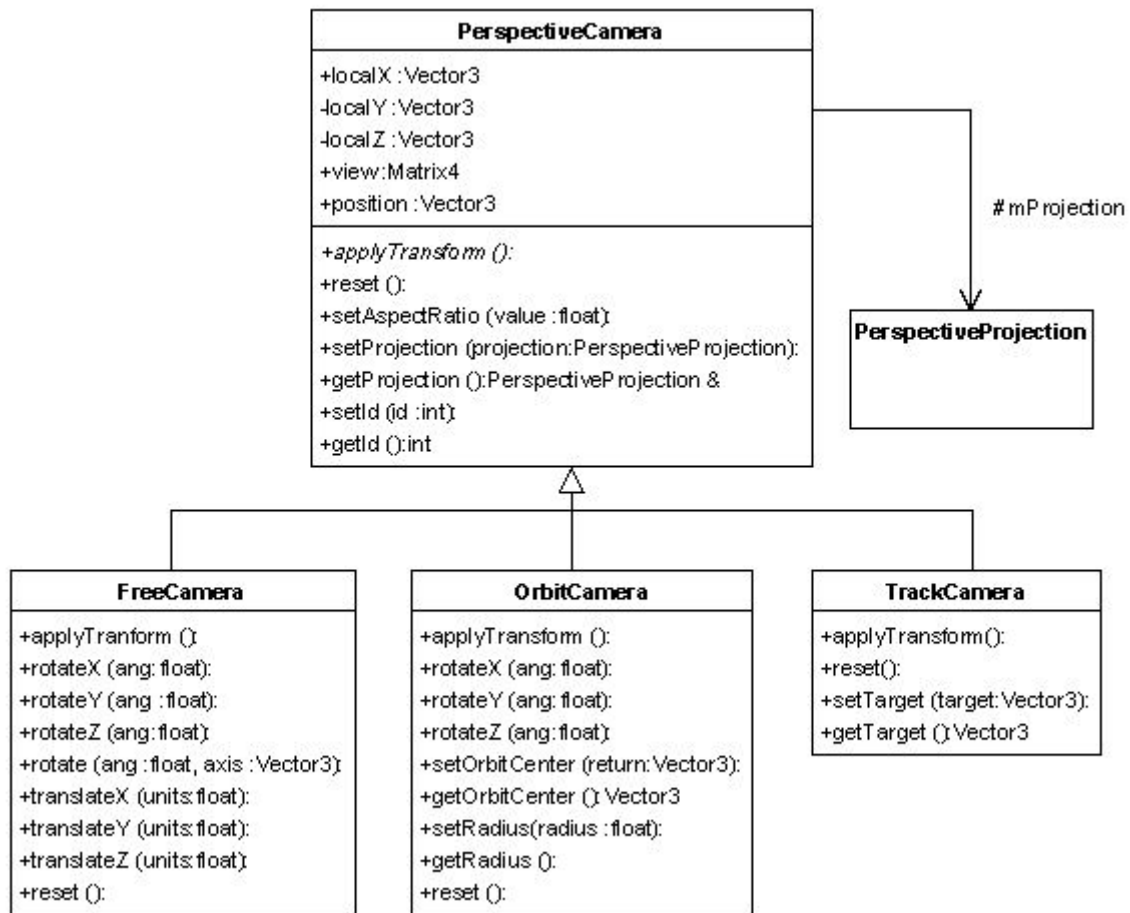 PerspectiveCamera
+localX :Vector3
-localY :Vector3
-localZ :Vector3
+view:Matrix4
+position :Vector3
#mProjection
+applyTransform ():
+reset ():
+setAspectRatio (value :float):
+setProjection (projection:PerspectiveProjection):
+getProjection ():PerspectiveProjection &
+setId (id :int):
+getId ():int
PerspectiveProjection
FreeCamera
+applyTranform ():
+rotateX (ang:float):
+rotateY (ang :float):
+rotateZ (ang:float):
+rotate (ang :float, axis :Vector3):
+translateX (units:float):
+translateY (units:float):
+translateZ (units:float):
+reset ():
OrbitCamera
+applyTransform ():
+rotateX (ang:float):
+rotateY (ang:float):
+rotateZ (ang:float):
+setOrbitCenter (return:Vector3):
+getOrbitCenter ():Vector3
+setRadius(radius :float):
+getRadius ():
+reset ():
TrackCamera
+applyTransform():
+reset():
+setTarget (target:Vector3):
+getTarget ():Vector3